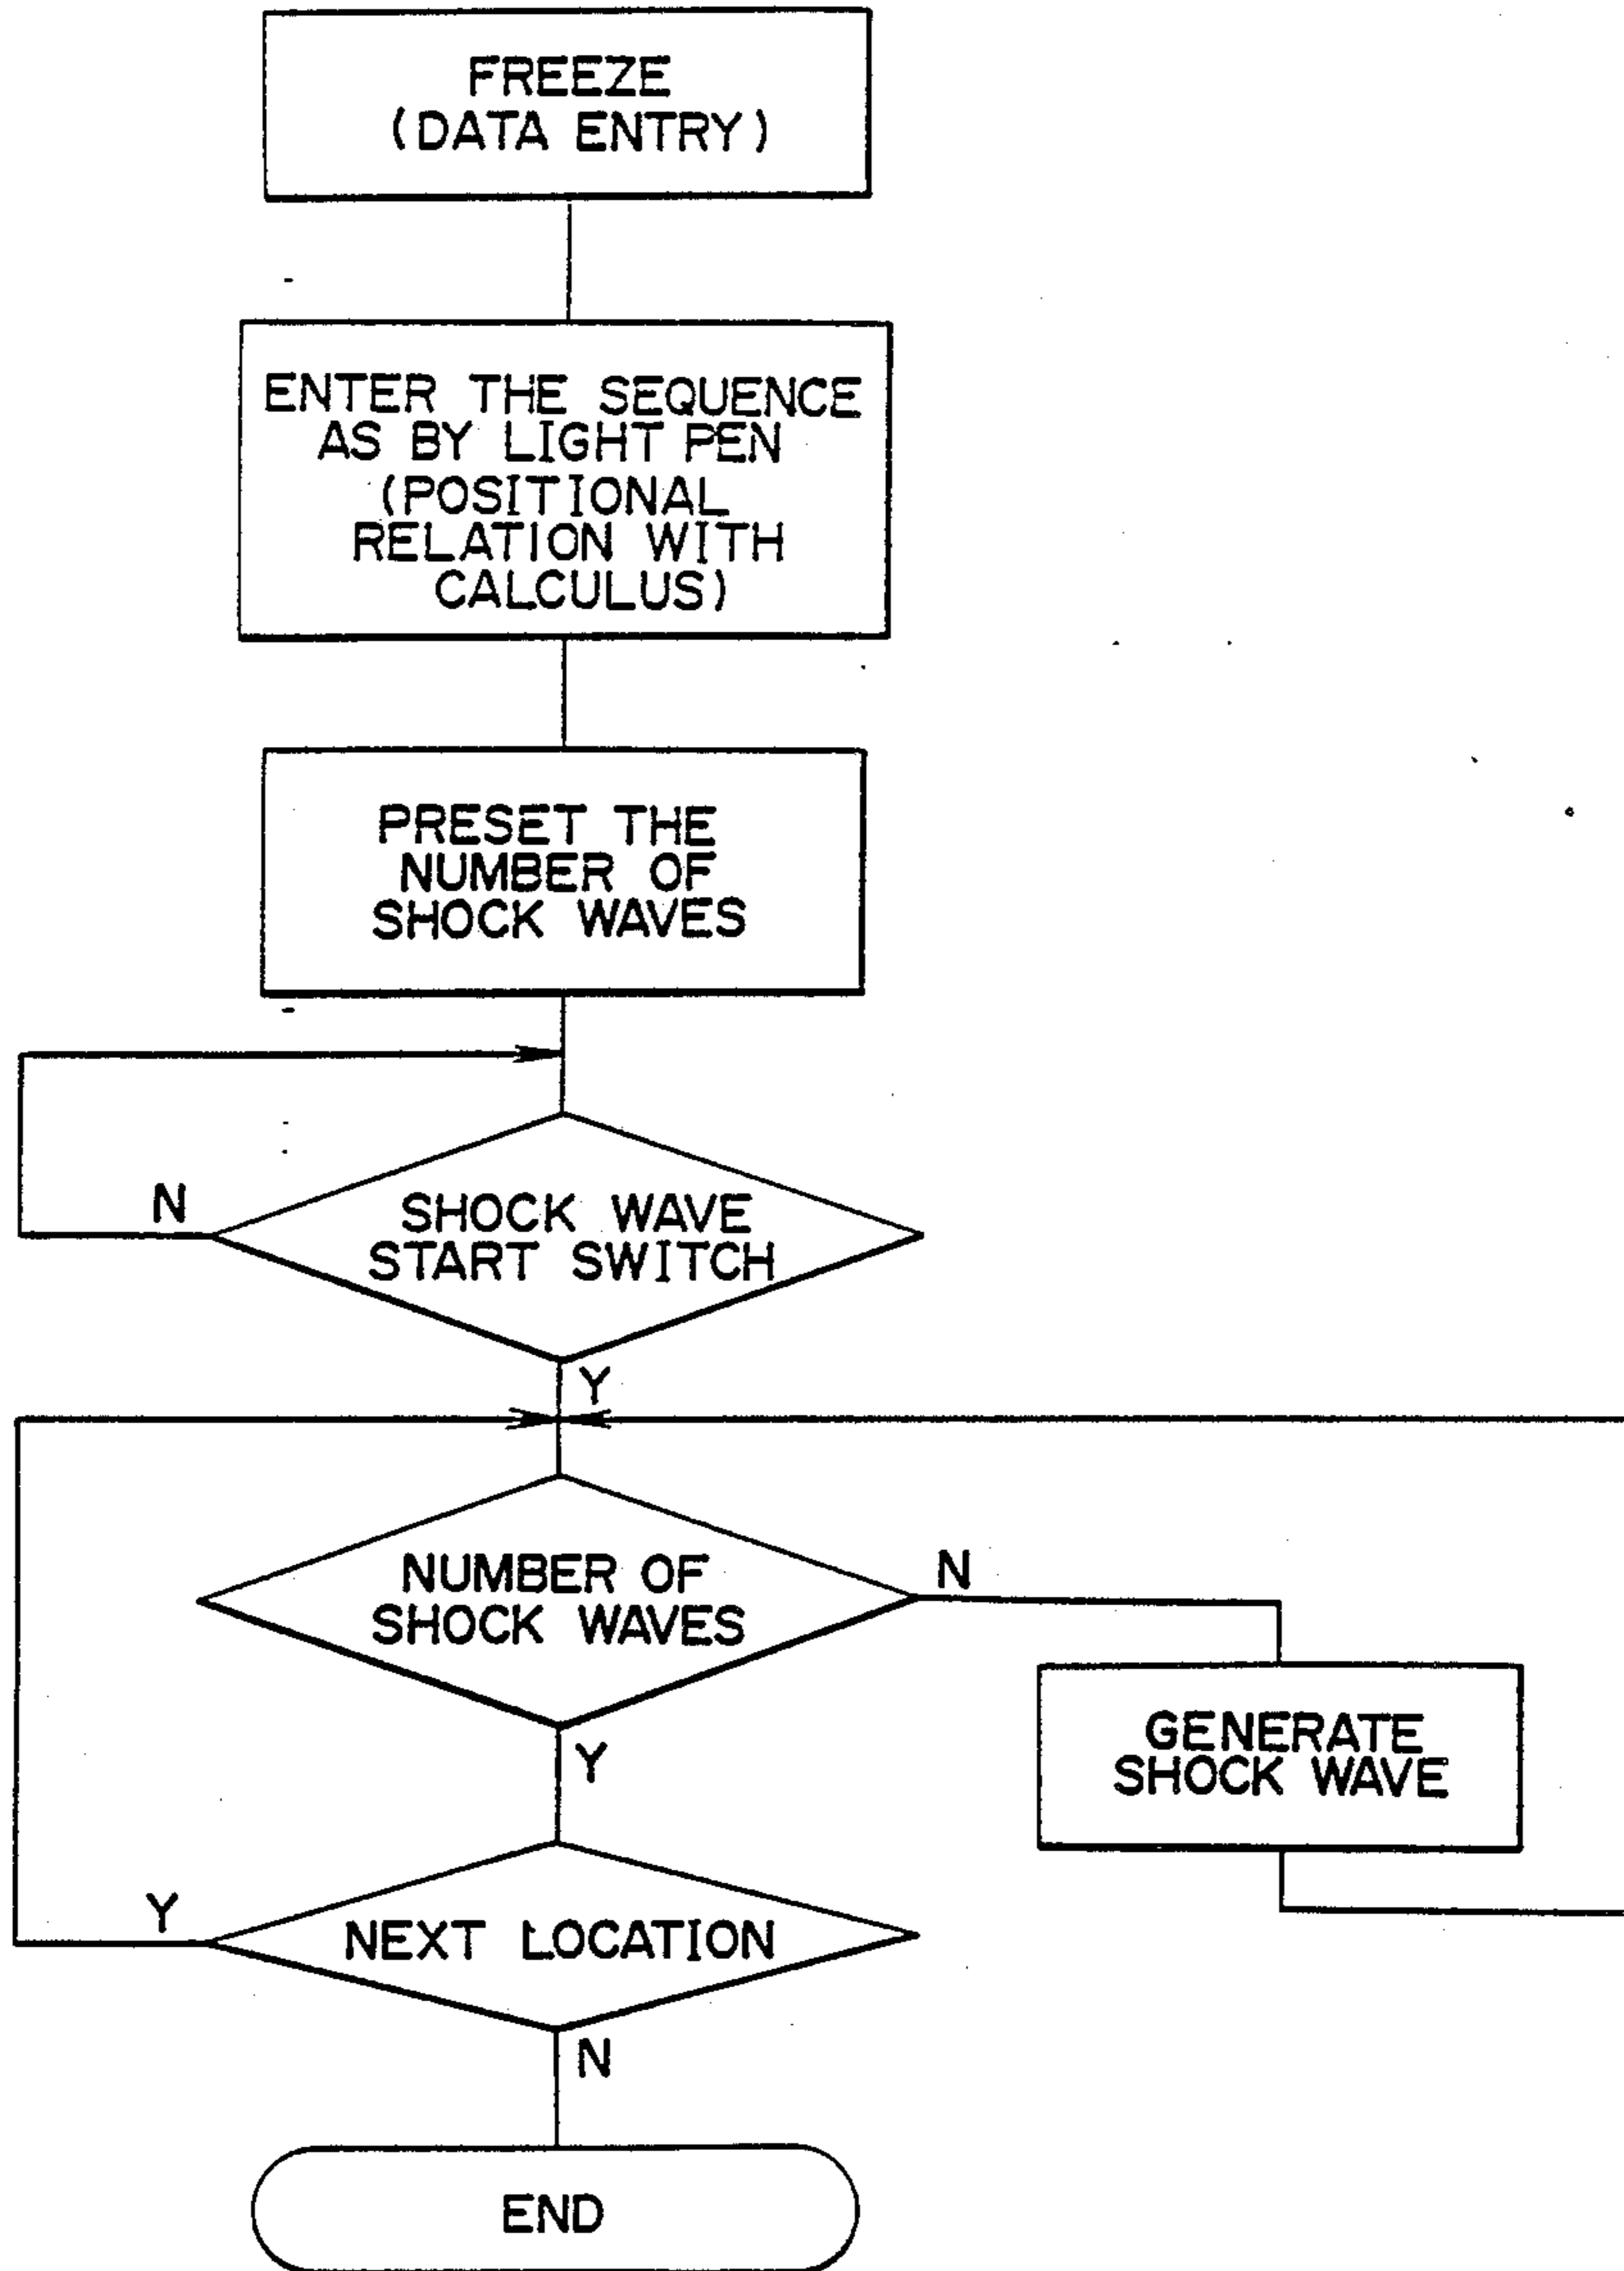 FREEZE
(DATA ENTRY)
ENTER THE SEQUENCE
AS BY LIGHT PEN
(POSITIONAL
RELATION WITH
CALCULUS)
PRESET THE
NUMBER OF
SHOCK WAVES
N
SHOCK WAVE
START SWITCH
Y
NUMBER OF
SHOCK WAVES
N
Y
GENERATE
SHOCK WAVE
Y
NEXT LOCATION
N
END